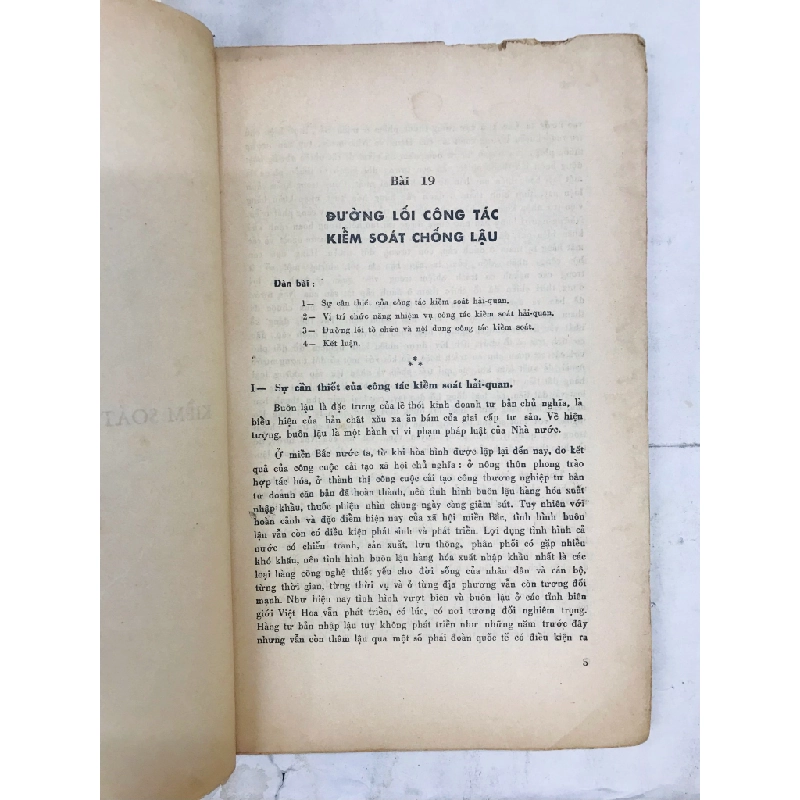 Bài 19
ĐƯỜNG LỐI CÔNG TÁC
KIỂM SOÁT CHỐNG LẬU
Dàn bài :
1— Sự cần thiết của công tác kiểm soát hải-quan.
2— Vị trí chức năng nhiệm vụ công tác kiểm soát hải-quan.
3— Đường lối tổ chức và nội dung công tác kiểm soát.
4— Kết luận.
***
I— Sự cần thiết của công tác kiểm soát hải-quan.
Buôn lậu là đặc trưng của lề thói kinh doanh tư bản chủ nghĩa, là
biểu hiện của bản chất xấu xa ăn bám của giai cấp tư sản. Về hiện
tượng, buôn lậu là một hành vi vi phạm pháp luật của Nhà nước.
Ở miền Bắc nước ta, từ khi hòa bình được lập lại đến nay, do kết
quả của công cuộc cải tạo xã hội chủ nghĩa : ở nông thôn phong trào
hợp tác hóa, ở thành thị công cuộc cải tạo công thương nghiệp tư bản
tư doanh căn bản đã hoàn thành, nên tình hình buôn lậu hàng hóa xuất
nhập khẩu, thuốc phiện nhìn chung ngày càng giảm sút. Tuy nhiên với
hoàn cảnh và đặc điểm hiện nay của xã hội miền Bắc, tình hình buôn
lậu vẫn còn có điều kiện phát sinh và phát triển. Lợi dụng tình hình cả
nước có chiến tranh, sản xuất, lưu thông, phân phối có gặp nhiều
khó khăn, nên tình hình buôn lậu hàng hóa xuất nhập khẩu nhất là các
loại hàng công nghệ thiết yếu cho đời sống của nhân dân và cán bộ,
từng thời gian, từng thời vụ và ở từng địa phương vẫn còn tương đối
mạnh. Như hiện nay tình hình vượt biên và buôn lậu ở các tỉnh biên
giới Việt Hoa vẫn phát triển, có lúc, có nơi tương đối nghiêm trọng.
Hàng tư bản nhập lậu tuy không phát triển như những năm trước đây
nhưng vẫn còn thẩm lậu qua một số phái đoàn quốc tế có điều kiện ra
5